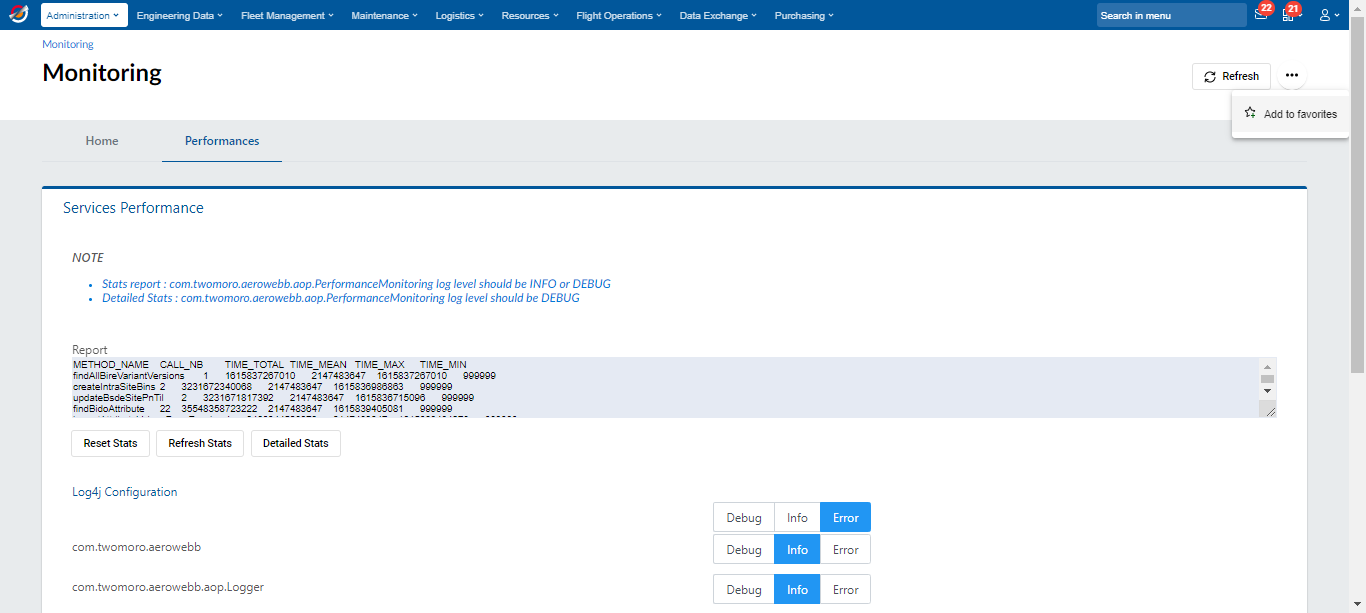 Administration Engineering Data Fleet Management Maintenance Logistics Resources Flight Operations Data Exchange Purchasing Search in menu 22 21
Monitoring
Monitoring
Refresh
Add to favorites
Home Performances
Services Performance
NOTE
Stats report : com.twomoro.aerowebb.aop.PerformanceMonitoring log level should be INFO or DEBUG
Detailed Stats : com.twomoro.aerowebb.aop.PerformanceMonitoring log level should be DEBUG
Report
METHOD_NAME CALL_NB TIME_TOTAL TIME_MEAN TIME_MAX TIME_MIN
findAllBireVariantVersions 1 1615837267010 2147483647 1615837267010 999999
createIntraSiteBins 2 3231672340068 2147483647 1615836986863 999999
updateBsdeSitePnTil 2 3231671817392 2147483647 1615836715096 999999
findBidoAttribute 22 35548358723222 2147483647 1615839405081 999999
Reset Stats Refresh Stats Detailed Stats
Log4j Configuration
Debug Info Error
com.twomoro.aerowebb Debug Info Error
com.twomoro.aerowebb.aop.Logger Debug Info Error